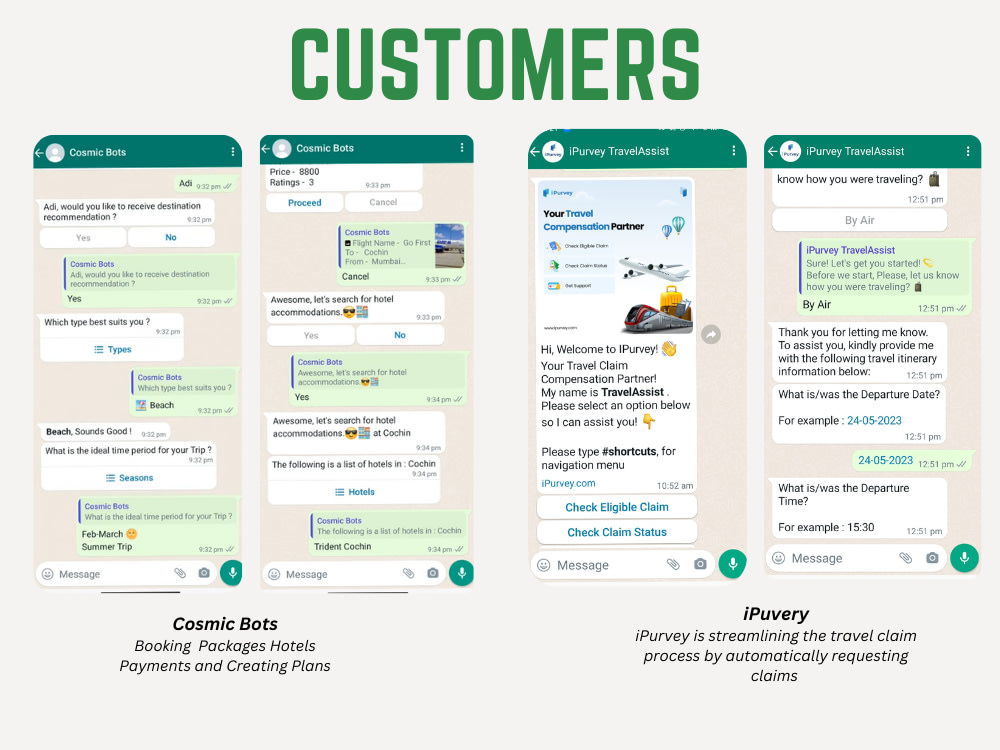 CUSTOMERS
Cosmic Bots
Adi
9:32 pm
Adi, would you like to receive destination
recommendation ?
9:32 pm
Yes
No
Cosmic Bots
Adi, would you like to receive destination
recommendation ?
Yes
9:32 pm
Which type best suits you ?
9:32 pm
Types
Cosmic Bots
Which type best suits you ?
Beach
9:32 pm
Beach, Sounds Good !
9:32 pm
What is the ideal time period for your Trip ?
9:32 pm
Seasons
Cosmic Bots
What is the ideal time period for your Trip ?
Feb-March 😁
Summer Trip
9:32 pm
Message
Cosmic Bots
Price - 8800
Ratings - 3
9:33 pm
Proceed
Cancel
Cosmic Bots
Flight Name - Go First
To - Cochin
From - Mumbai...
Cancel
9:33 pm
Awesome, let's search for hotel
accommodations.😎🏨
9:33 pm
Yes
No
Cosmic Bots
Awesome, let's search for hotel
accommodations.😎🏨
Yes
9:34 pm
Awesome, let's search for hotel
accommodations.😎🏨 at Cochin
9:34 pm
The following is a list of hotels in : Cochin
9:34 pm
Hotels
Cosmic Bots
The following is a list of hotels in : Cochin
Trident Cochin
9:34 pm
Message
Cosmic Bots
Booking Packages Hotels
Payments and Creating Plans
iPurvey TravelAssist
iPurvey
Your Travel
Compensation Partner
Check Eligible Claim
Check Claim Status
Get Support
www.ipurvey.com
Hi, Welcome to IPurvey! 👋
Your Travel Claim
Compensation Partner!
My name is TravelAssist .
Please select an option below
so I can assist you! 👇
Please type #shortcuts, for
navigation menu
iPurvey.com
10:52 am
Check Eligible Claim
Check Claim Status
Message
iPurvey TravelAssist
know how you were traveling? 🧳
12:51 pm
By Air
iPurvey TravelAssist
Sure! Let's get you started! 💫
Before we start, Please, let us know
how you were traveling? 🧳
By Air
12:51 pm
Thank you for letting me know.
To assist you, kindly provide me
with the following travel itinerary
information below:
12:51 pm
What is/was the Departure Date?
For example : 24-05-2023
12:51 pm
24-05-2023
12:51 pm
What is/was the Departure
Time?
For example : 15:30
12:51 pm
Message
iPuvery
iPurvey is streamlining the travel claim
process by automatically requesting
claims